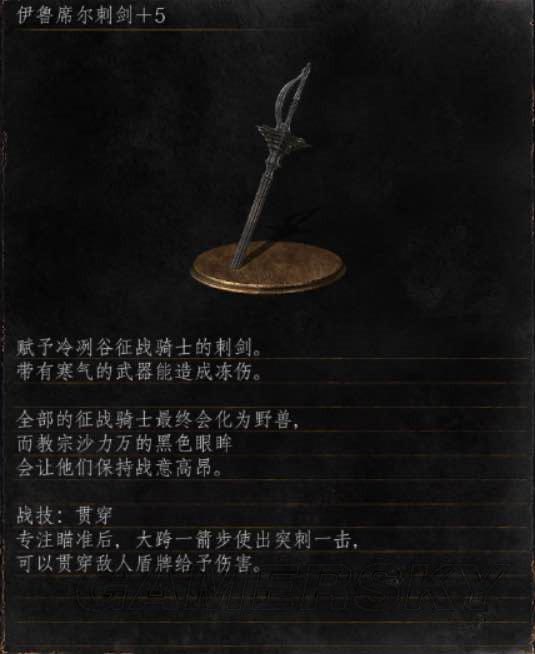 伊鲁席尔刺剑+5
赋予冷冽谷征战骑士的刺剑。
带有寒气的武器能造成冻伤。
全部的征战骑士最终会化为野兽，
而教宗沙力万的黑色眼眸
会让他们保持战意高昂。
战技：贯穿
专注瞄准后，大跨一箭步使出突刺一击，
可以贯穿敌人盾牌给予伤害。
GAMERSKY